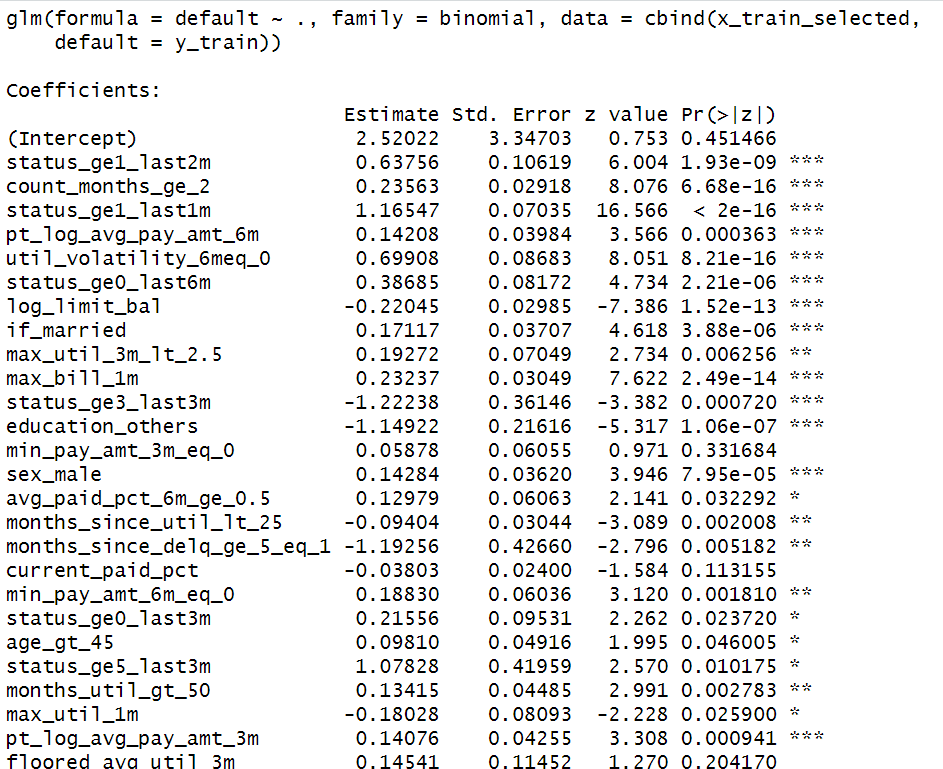 glm(formula = default ~ ., family = binomial, data = cbind(x_train_selected,
    default = y_train))

Coefficients:
                              Estimate Std. Error z value Pr(>|z|)
(Intercept)                    2.52022    3.34703   0.753 0.451466
status_ge1_last2m              0.63756    0.10619   6.004 1.93e-09 ***
count_months_ge_2              0.23563    0.02918   8.076 6.68e-16 ***
status_ge1_last1m              1.16547    0.07035  16.566  < 2e-16 ***
pt_log_avg_pay_amt_6m          0.14208    0.03984   3.566 0.000363 ***
util_volatility_6meq_0         0.69908    0.08683   8.051 8.21e-16 ***
status_ge0_last6m              0.38685    0.08172   4.734 2.21e-06 ***
log_limit_bal                 -0.22045    0.02985  -7.386 1.52e-13 ***
if_married                     0.17117    0.03707   4.618 3.88e-06 ***
max_util_3m_lt_2.5             0.19272    0.07049   2.734 0.006256 **
max_bill_1m                    0.23237    0.03049   7.622 2.49e-14 ***
status_ge3_last3m             -1.22238    0.36146  -3.382 0.000720 ***
education_others              -1.14922    0.21616  -5.317 1.06e-07 ***
min_pay_amt_3m_eq_0            0.05878    0.06055   0.971 0.331684
sex_male                       0.14284    0.03620   3.946 7.95e-05 ***
avg_paid_pct_6m_ge_0.5         0.12979    0.06063   2.141 0.032292 *
months_since_util_lt_25       -0.09404    0.03044  -3.089 0.002008 **
months_since_delq_ge_5_eq_1   -1.19256    0.42660  -2.796 0.005182 **
current_paid_pct              -0.03803    0.02400  -1.584 0.113155
min_pay_amt_6m_eq_0            0.18830    0.06036   3.120 0.001810 **
status_ge0_last3m              0.21556    0.09531   2.262 0.023720 *
age_gt_45                      0.09810    0.04916   1.995 0.046005 *
status_ge5_last3m              1.07828    0.41959   2.570 0.010175 *
months_util_gt_50              0.13415    0.04485   2.991 0.002783 **
max_util_1m                   -0.18028    0.08093  -2.228 0.025900 *
pt_log_avg_pay_amt_3m          0.14076    0.04255   3.308 0.000941 ***
floored_avg_util_3m            0.14541    0.11452   1.270 0.204170